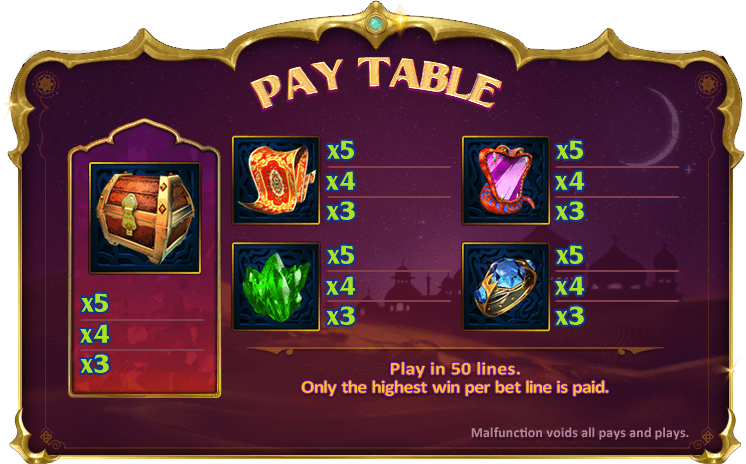 PAY TABLE
x5
x4
x3
x5
x4
x3
x5
x4
x3
x5
x4
x3
x5
x4
x3
Play in 50 lines.
Only the highest win per bet line is paid.
Malfunction voids all pays and plays.